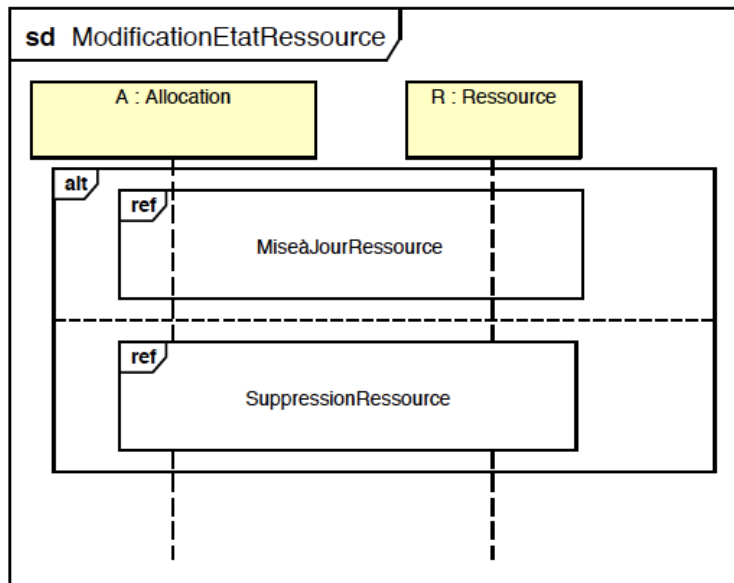 sd ModificationEtatRessource
A : Allocation
R : Ressource
alt
ref
MiseàJourRessource
ref
SuppressionRessource